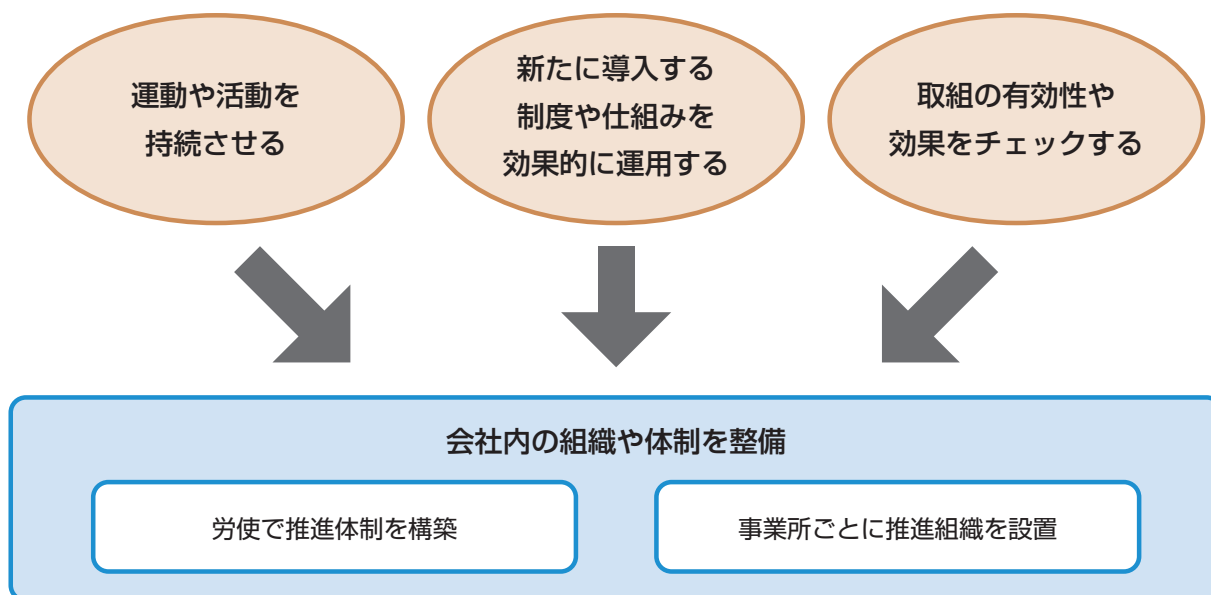 運動や活動を
持続させる
新たに導入する
制度や仕組みを
効果的に運用する
取組の有効性や
効果をチェックする
会社内の組織や体制を整備
労使で推進体制を構築
事業所ごとに推進組織を設置